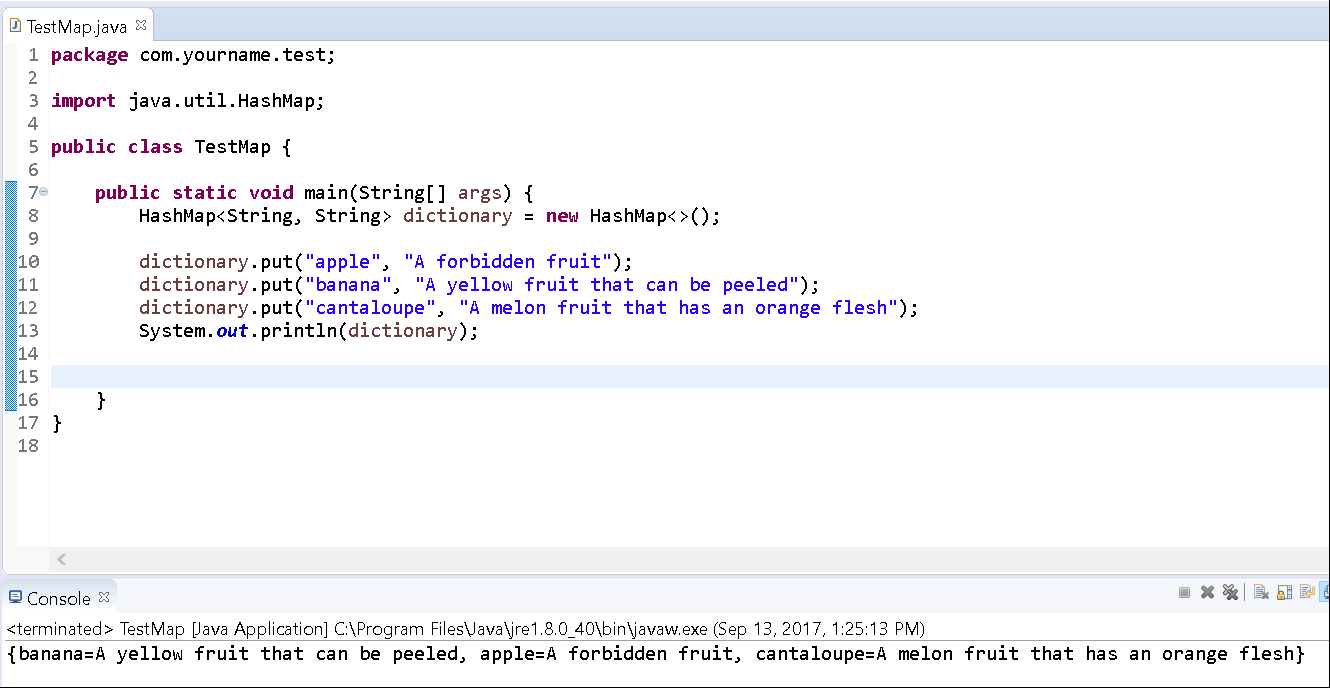 TestMap.java
1 package com.yourname.test;
2
3 import java.util.HashMap;
4
5 public class TestMap {
6
7 public static void main(String[] args) {
8 HashMap<String, String> dictionary = new HashMap<>();
9
10 dictionary.put("apple", "A forbidden fruit");
11 dictionary.put("banana", "A yellow fruit that can be peeled");
12 dictionary.put("cantaloupe", "A melon fruit that has an orange flesh");
13 System.out.println(dictionary);
14
15
16 }
17 }
18
Console
<terminated> TestMap [Java Application] C:\Program Files\Java\jre1.8.0_40\bin\javaw.exe (Sep 13, 2017, 1:25:13 PM)
{banana=A yellow fruit that can be peeled, apple=A forbidden fruit, cantaloupe=A melon fruit that has an orange flesh}